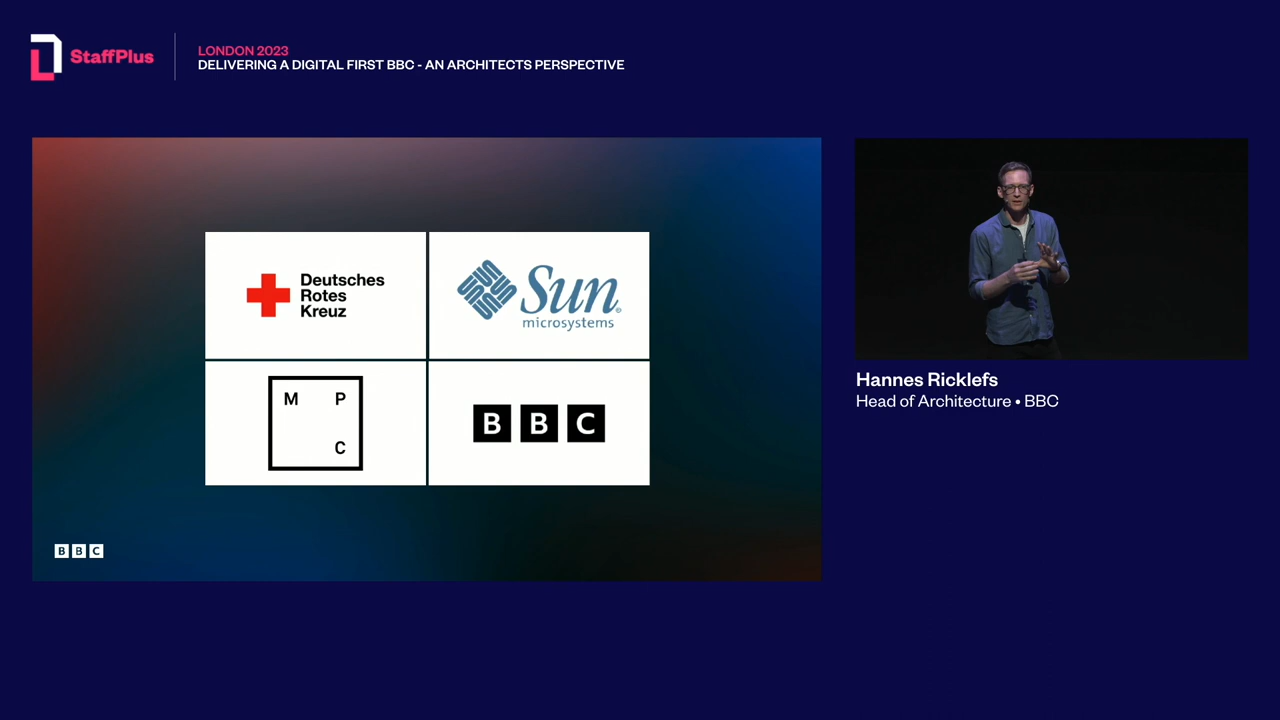 StaffPlus
LONDON 2023
DELIVERING A DIGITAL FIRST BBC - AN ARCHITECTS PERSPECTIVE
Deutsches
Rotes
Kreuz
Sun
microsystems
M P
C
BBC
BBC
Hannes Ricklefs
Head of Architecture • BBC